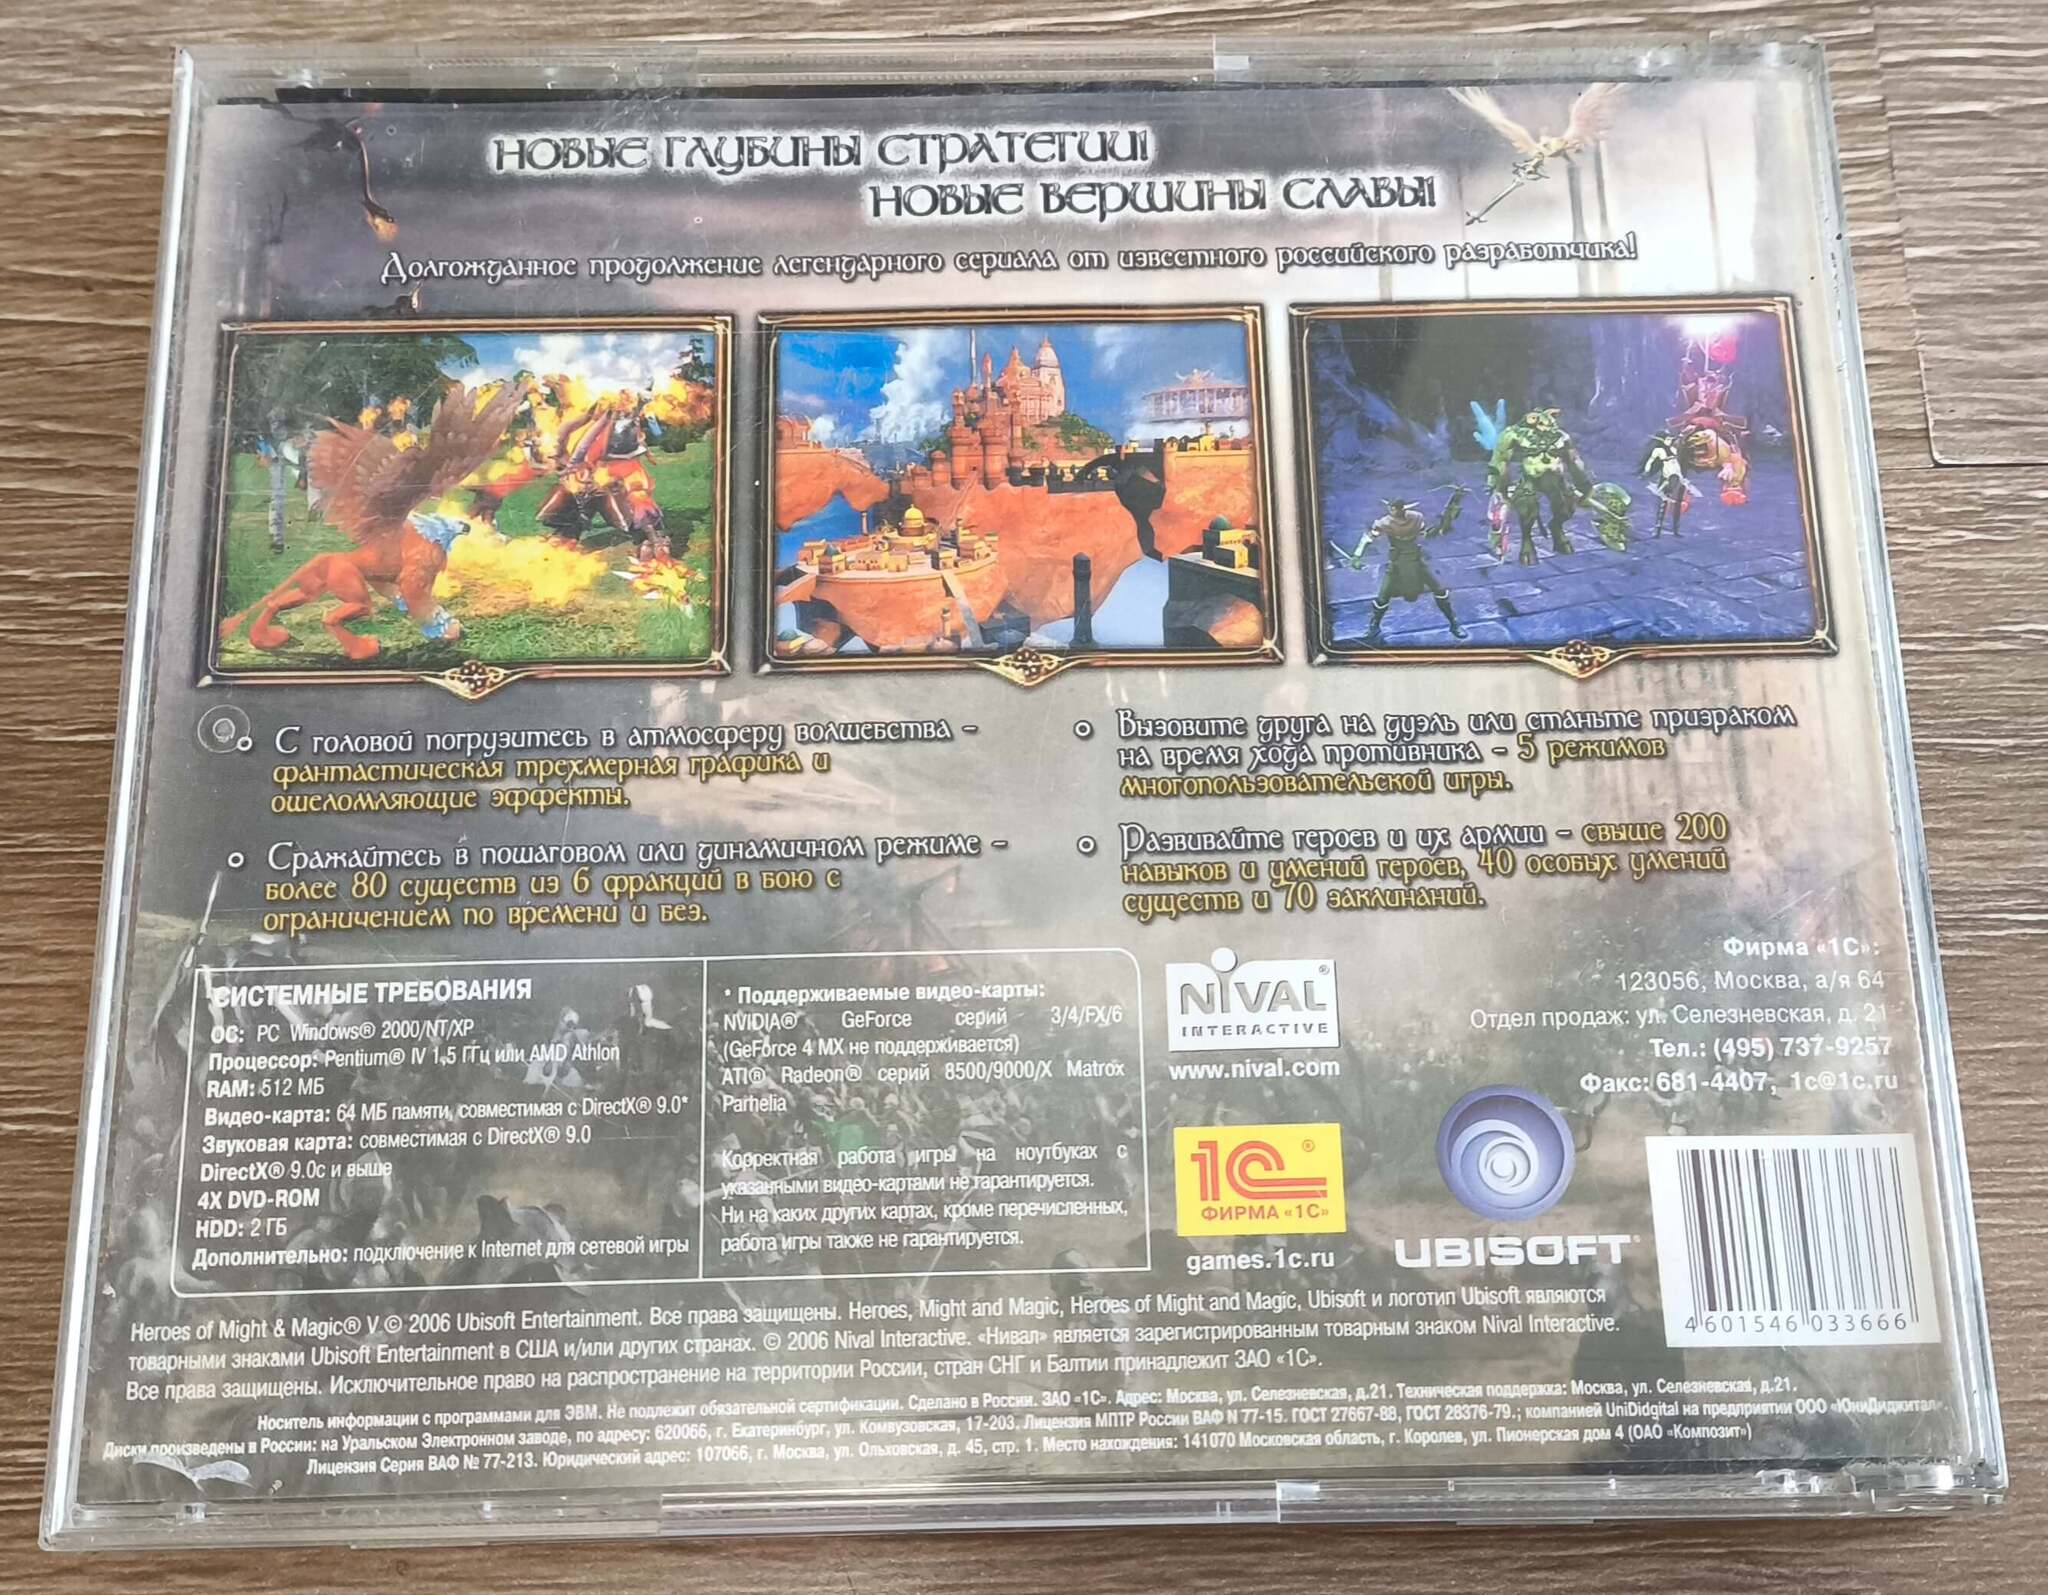 НОВЫЕ ГЛУБИНЫ СТРАТЕГИИ!
НОВЫЕ ВЕРШИНЫ СЛАВЫ!
Долгожданное продолжение легендарного сериала от известного российского разработчика!
С головой погрузитесь в атмосферу волшебства -
фантастическая трехмерная графика и
ошеломляющие эффекты.
Сражайтесь в пошаговом или динамичном режиме -
более 80 существ из 6 фракций в бою с
ограничением по времени и без.
Вызовите друга на дуэль или станьте призраком
на время хода противника - 5 режимов
многопользовательской игры.
Развивайте героев и их армии - свыше 200
навыков и умений героев, 40 особых умений
существ и 70 заклинаний.
СИСТЕМНЫЕ ТРЕБОВАНИЯ
ОС: PC Windows® 2000/NT/XP
Процессор: Pentium® IV 1,5 ГГц или AMD Athlon
RAM: 512 МБ
Видео-карта: 64 МБ памяти, совместимая с DirectX® 9.0*
Звуковая карта: совместимая с DirectX® 9.0
DirectX® 9.0c и выше
4X DVD-ROM
HDD: 2 ГБ
Дополнительно: подключение к Internet для сетевой игры
* Поддерживаемые видео-карты:
NVIDIA® GeForce серий 3/4/FX/6
(GeForce 4 MX не поддерживается)
ATI® Radeon® серий 8500/9000/X Matrox
Parhelia
Корректная работа игры на ноутбуках с
указанными видео-картами не гарантируется.
Ни на каких других картах, кроме перечисленных,
работа игры также не гарантируется.
NIVAL®
INTERACTIVE
www.nival.com
Фирма «1С»:
123056, Москва, а/я 64
Отдел продаж: ул. Селезневская, д. 21
Тел.: (495) 737-9257
Факс: 681-4407, 1c@1c.ru
1С®
ФИРМА «1С»
games.1c.ru
UBISOFT
4 601546 033666
Heroes of Might & Magic® V © 2006 Ubisoft Entertainment. Все права защищены. Heroes, Might and Magic, Heroes of Might and Magic, Ubisoft и логотип Ubisoft являются
товарными знаками Ubisoft Entertainment в США и/или других странах. © 2006 Nival Interactive. «Нивал» является зарегистрированным товарным знаком Nival Interactive.
Все права защищены. Исключительное право на распространение на территории России, стран СНГ и Балтии принадлежит ЗАО «1С».
Носитель информации с программами для ЭВМ. Не подлежит обязательной сертификации. Сделано в России. ЗАО «1С». Адрес: Москва, ул. Селезневская, д.21. Техническая поддержка: Москва, ул. Селезневская, д.21.
Диски произведены в России: на Уральском Электронном заводе, по адресу: 620066, г. Екатеринбург, ул. Комвузовская, 17-203. Лицензия МПТР России ВАФ N 77-15. ГОСТ 27667-88, ГОСТ 28376-79.; компанией UniDidgital на предприятии ООО «ЮниДиджитал».
Лицензия Серия ВАФ № 77-213. Юридический адрес: 107066, г. Москва, ул. Ольховская, д. 45, стр. 1. Место нахождения: 141070 Московская область, г. Королев, ул. Пионерская дом 4 (ОАО «Композит»)